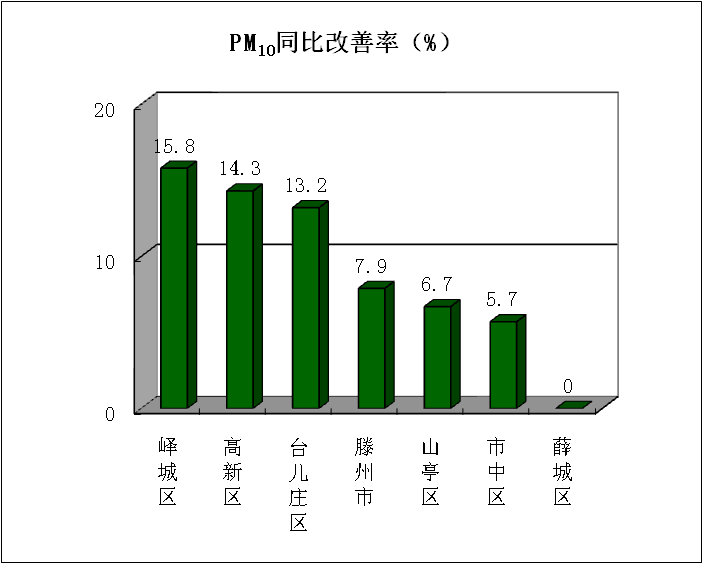 PM10同比改善率（%）
20
10
0
15.8
14.3
13.2
7.9
6.7
5.7
0
峄城区
高新区
台儿庄区
滕州市
山亭区
市中区
薛城区